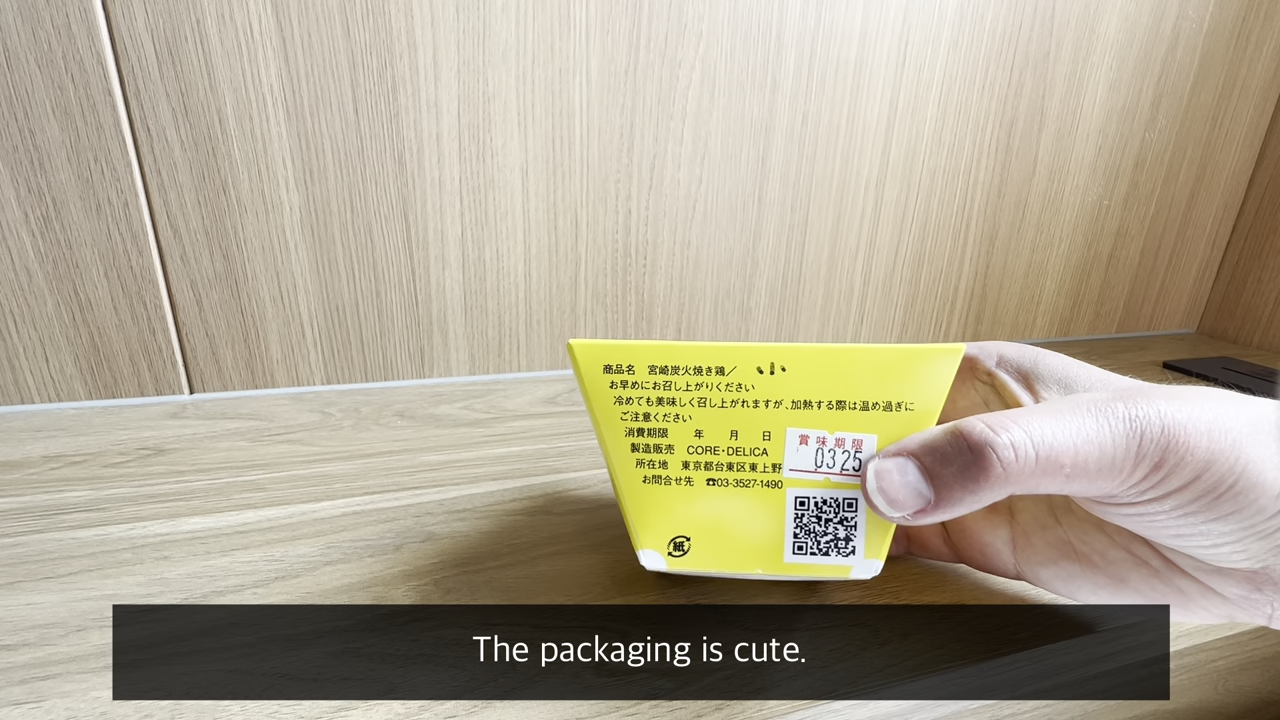 商品名　宮崎炭火焼き鶏／
お早めにお召し上がりください
冷めても美味しく召し上がれますが、加熱する際は温め過ぎに
ご注意ください
消費期限　年　月　日
製造販売　CORE・DELICA
所在地　東京都台東区東上野
お問合せ先　☎03-3527-1490
賞味期限
0325
紙
The packaging is cute.